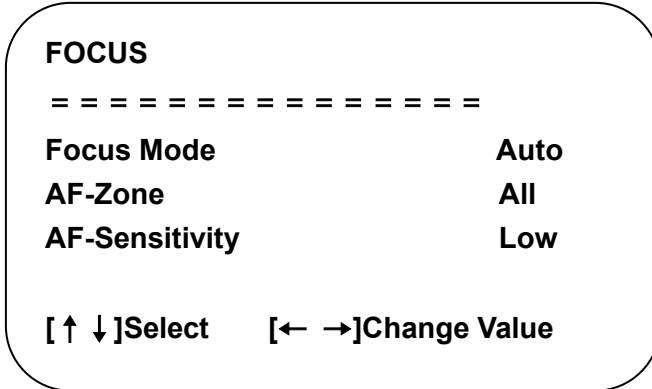 FOCUS
= = = = = = = = = = = = = = =
Focus Mode Auto
AF-Zone All
AF-Sensitivity Low
[↑ ↓]Select [← →]Change Value